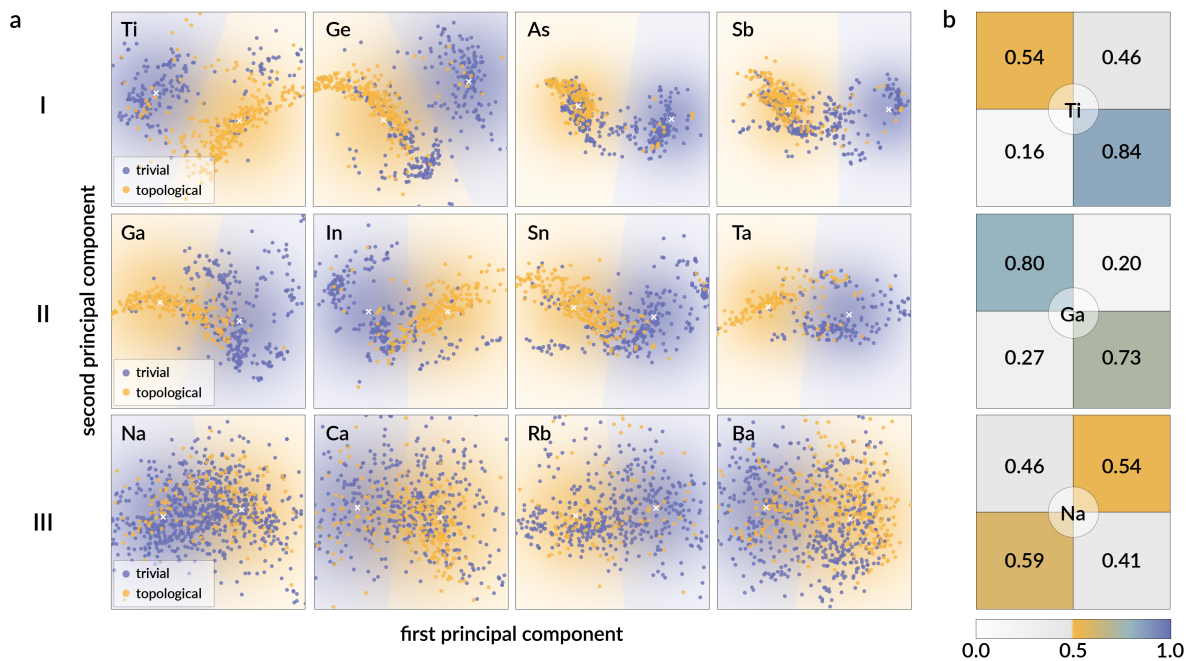 a
b
I
Ti
Ge
As
Sb
trivial
topological
0.54
0.46
Ti
0.16
0.84
second principal component
II
Ga
In
Sn
Ta
trivial
topological
0.80
0.20
Ga
0.27
0.73
III
Na
Ca
Rb
Ba
trivial
topological
0.46
0.54
Na
0.59
0.41
first principal component
0.0
0.5
1.0